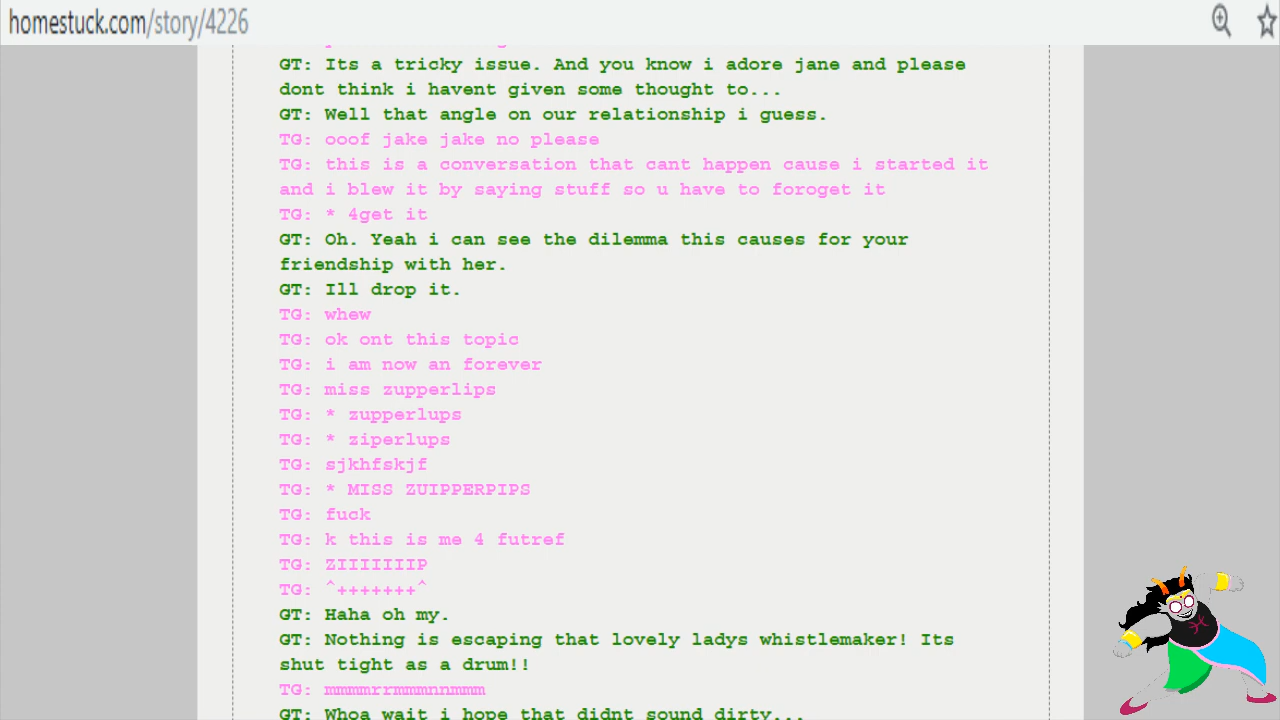 homestuck.com/story/4226
GT: Its a tricky issue. And you know i adore jane and please
dont think i havent given some thought to...
GT: Well that angle on our relationship i guess.
TG: ooof jake jake no please
TG: this is a conversation that cant happen cause i started it
and i blew it by saying stuff so u have to foroget it
TG: * 4get it
GT: Oh. Yeah i can see the dilemma this causes for your
friendship with her.
GT: Ill drop it.
TG: whew
TG: ok ont this topic
TG: i am now an forever
TG: miss zupperlips
TG: * zupperlups
TG: * ziperlups
TG: sjkhfskjf
TG: * MISS ZUIPPERPIPS
TG: fuck
TG: k this is me 4 futref
TG: ZIIIIIIIP
TG: ^+++++++^
GT: Haha oh my.
GT: Nothing is escaping that lovely ladys whistlemaker! Its
shut tight as a drum!!
TG: mmmmrrmmmnnmmm
GT: Whoa wait i hope that didnt sound dirty...